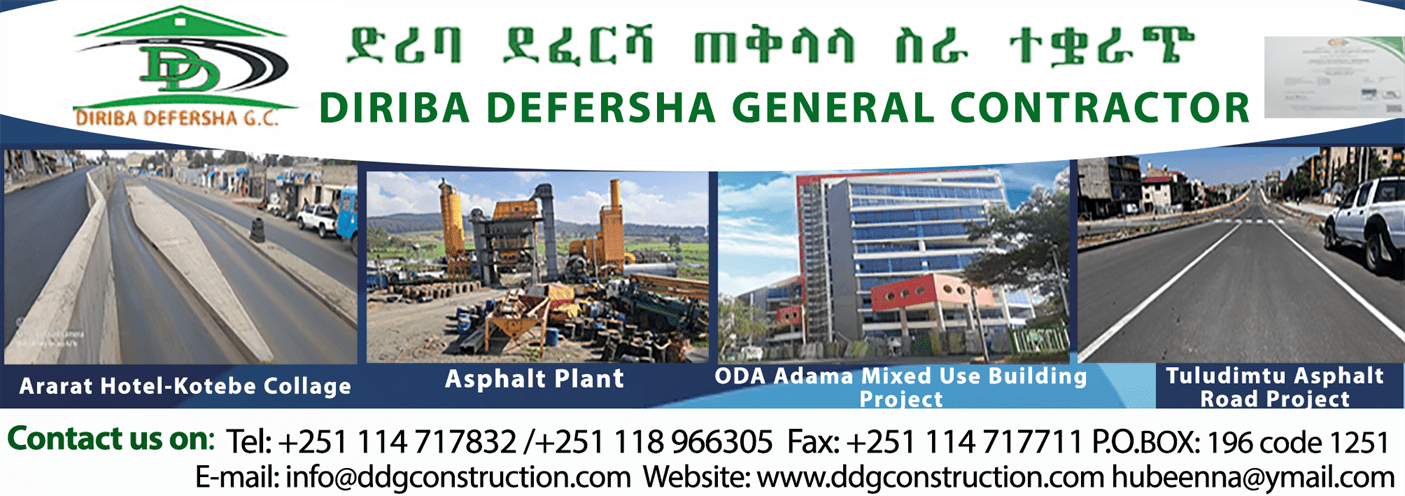 ድሪባ ደፈርሻ ጠቅላላ ስራ ተቋራጭ
DDD
DIRIBA DEFERSHA G.C.
DIRIBA DEFERSHA GENERAL CONTRACTOR
Ararat Hotel-Kotebe Collage
Asphalt Plant
ODA Adama Mixed Use Building
Project
Tuludimtu Asphalt
Road Project
Contact us on: Tel: +251 114 717832 /+251 118 966305 Fax: +251 114 717711 P.O.BOX: 196 code 1251
E-mail: info@ddgconstruction.com Website: www.ddgconstruction.com hubeenna@ymail.com